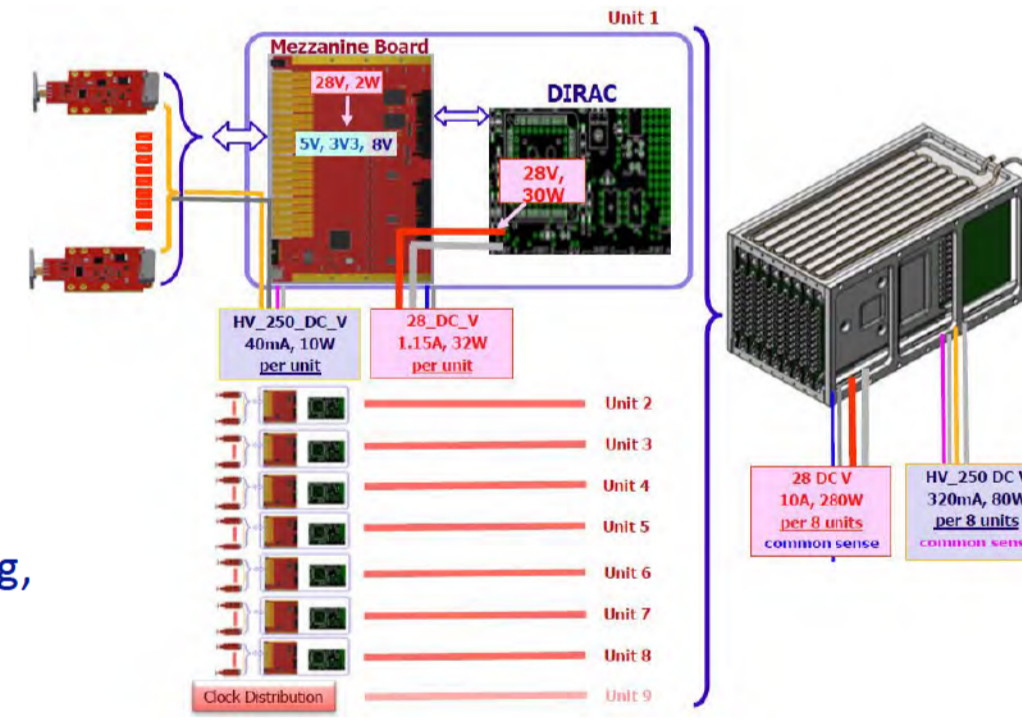 Unit 1
Mezzanine Board
28V, 2W
5V, 3V3, 8V
DIRAC
28V,
30W
HV_250_DC_V
40mA, 10W
per unit
28_DC_V
1.15A, 32W
per unit
Unit 2
Unit 3
Unit 4
Unit 5
Unit 6
Unit 7
Unit 8
Clock Distribution
Unit 9
28 DC V
10A, 280W
per 8 units
common sense
HV_250 DC V
320mA, 80W
per 8 units
common sens
g,